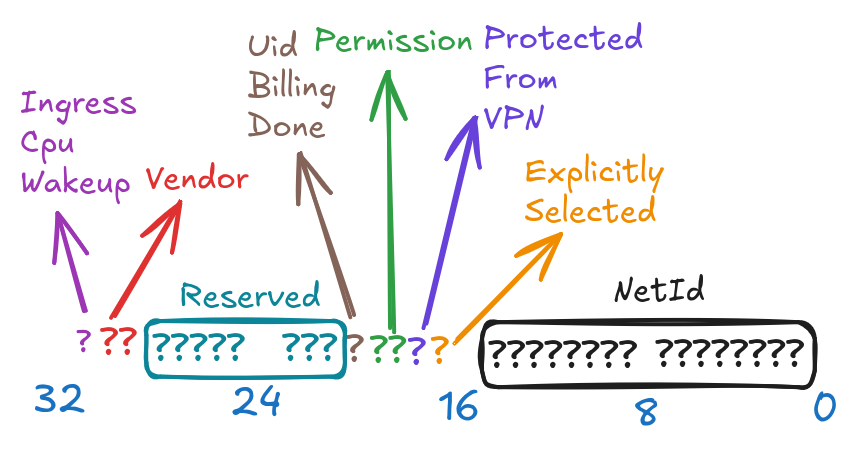 Uid Permission Protected
Billing From
Done VPN
Ingress
Cpu
Wakeup Vendor
Explicitly
Selected
Reserved NetId
? ?? ????? ??? ? ?? ? ? ???????? ????????
32 24 16 8 0